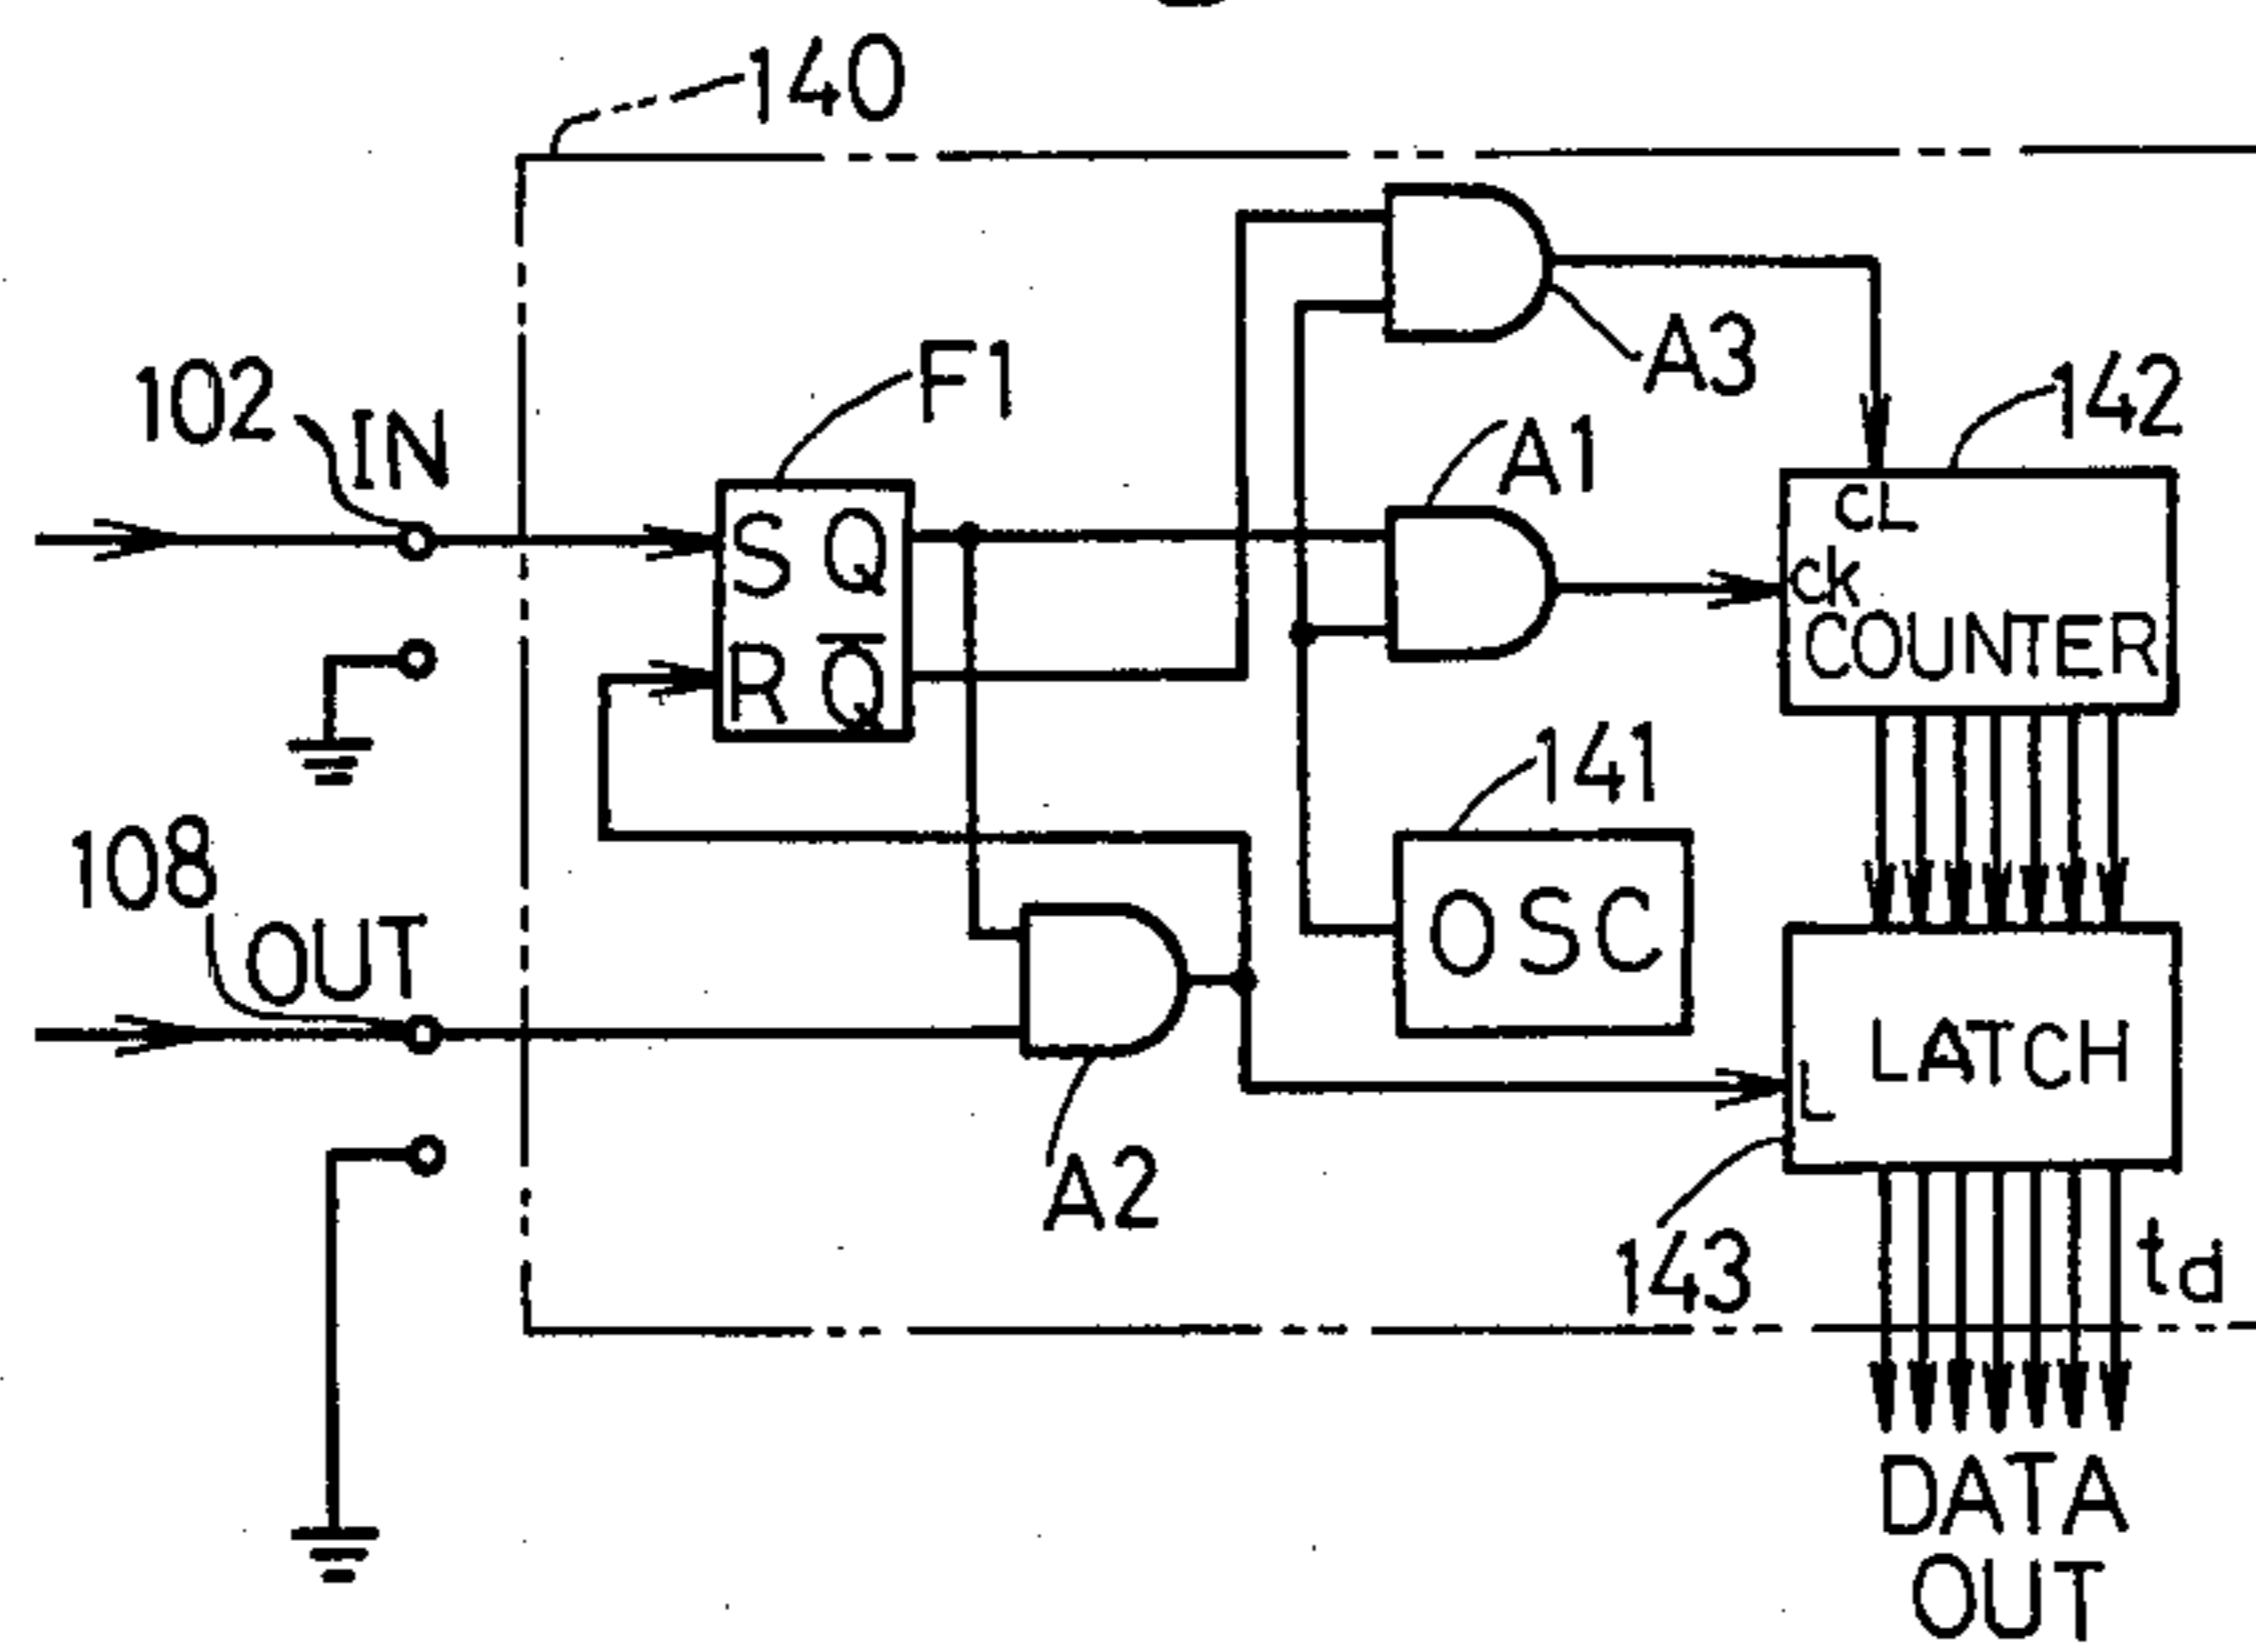 140
A3
102
IN
F1
A1
142
S Q
R Q̅
CL
ck
COUNTER
141
OSC
108
OUT
A2
LATCH
L
143
td
DATA
OUT